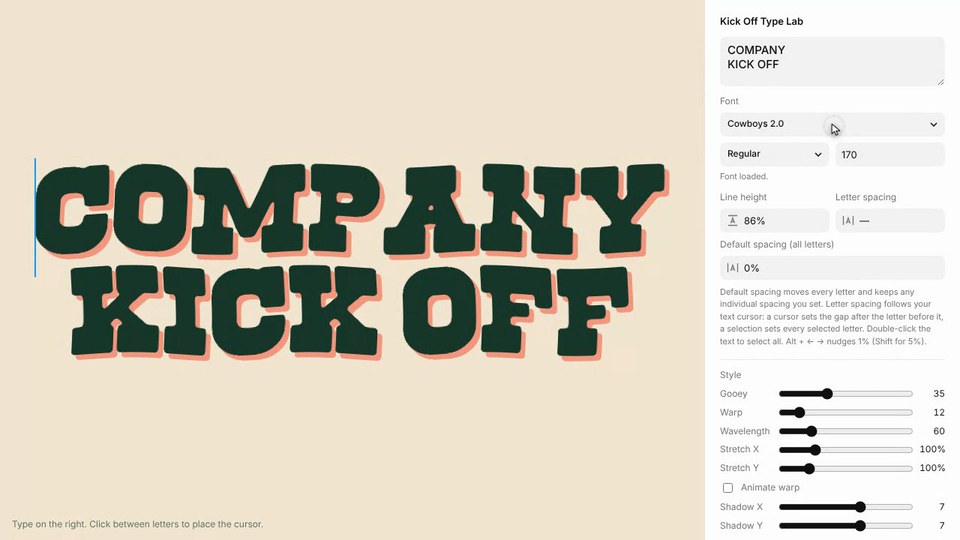 COMPANY
KICK OFF
Type on the right. Click between letters to place the cursor.
Kick Off Type Lab
COMPANY
KICK OFF
Font
Cowboys 2.0
Regular
170
Font loaded.
Line height
Letter spacing
86%
—
Default spacing (all letters)
0%
Default spacing moves every letter and keeps any
individual spacing you set. Letter spacing follows your
text cursor: a cursor sets the gap after the letter before it,
a selection sets every selected letter. Double-click the
text to select all. Alt + ← → nudges 1% (Shift for 5%).
Style
Gooey 35
Warp 12
Wavelength 60
Stretch X 100%
Stretch Y 100%
Animate warp
Shadow X 7
Shadow Y 7